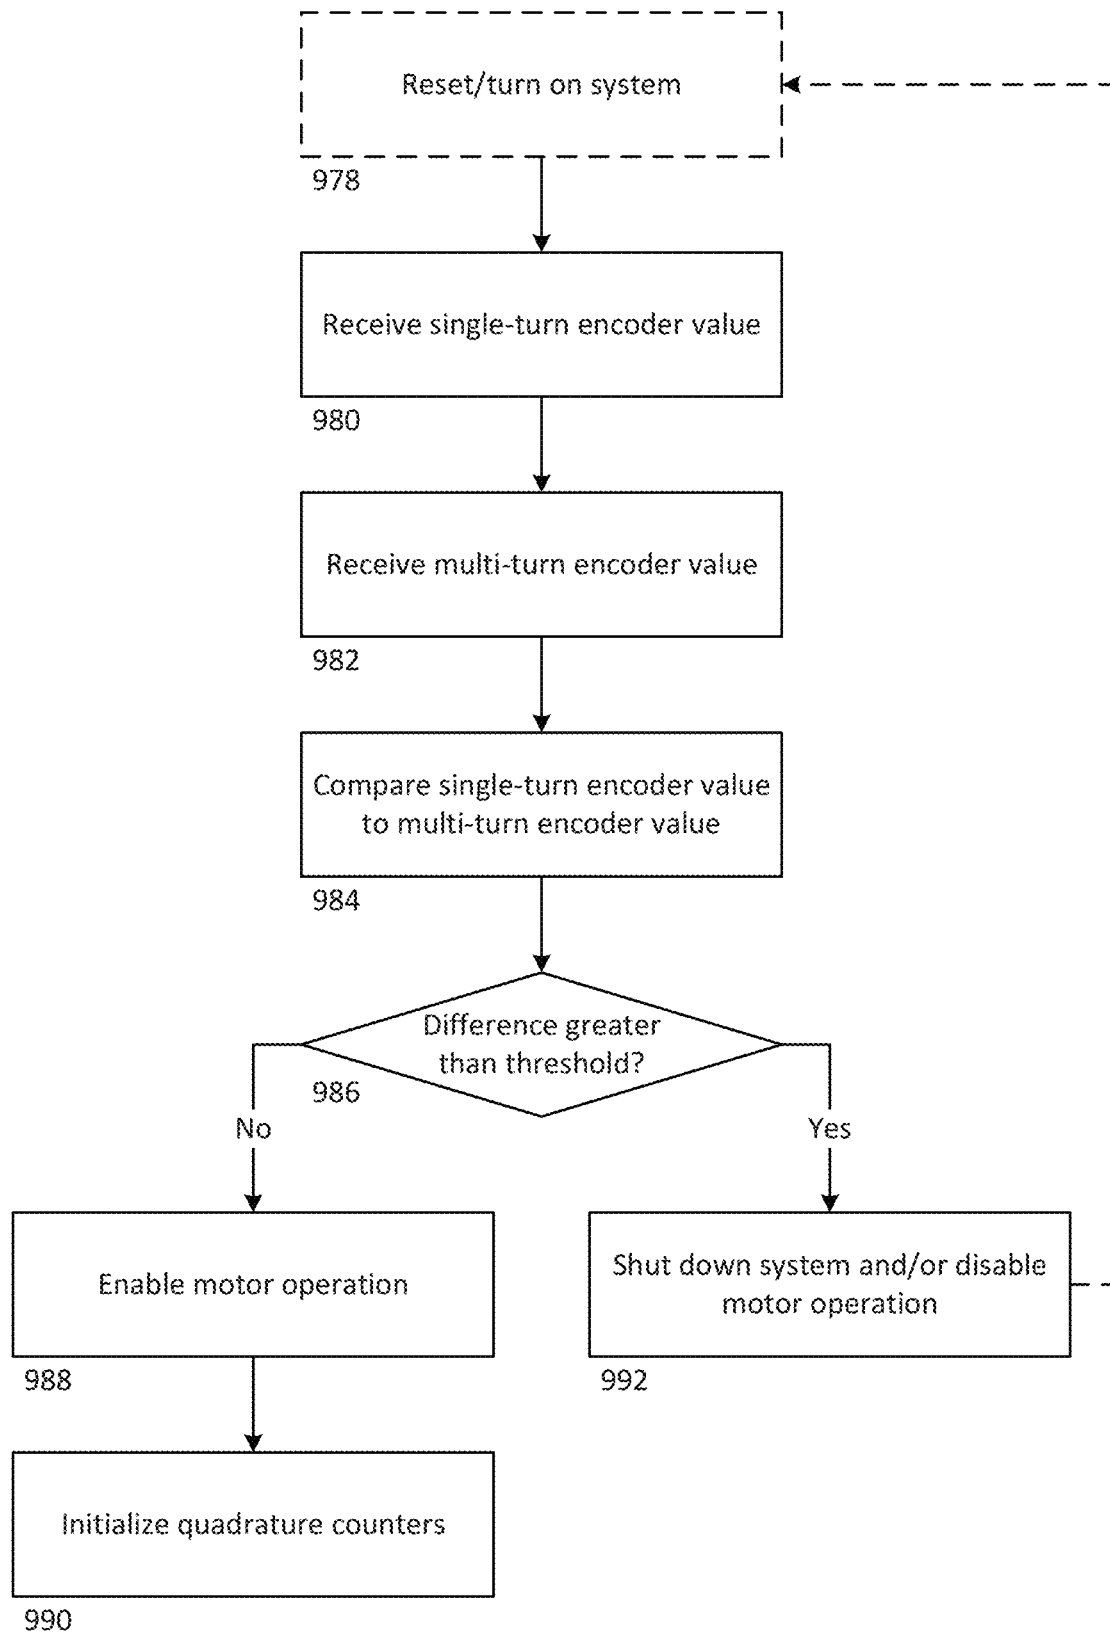 Reset/turn on system
978
Receive single-turn encoder value
980
Receive multi-turn encoder value
982
Compare single-turn encoder value
to multi-turn encoder value
984
Difference greater
than threshold?
986
No
Yes
Enable motor operation
988
Shut down system and/or disable
motor operation
992
Initialize quadrature counters
990